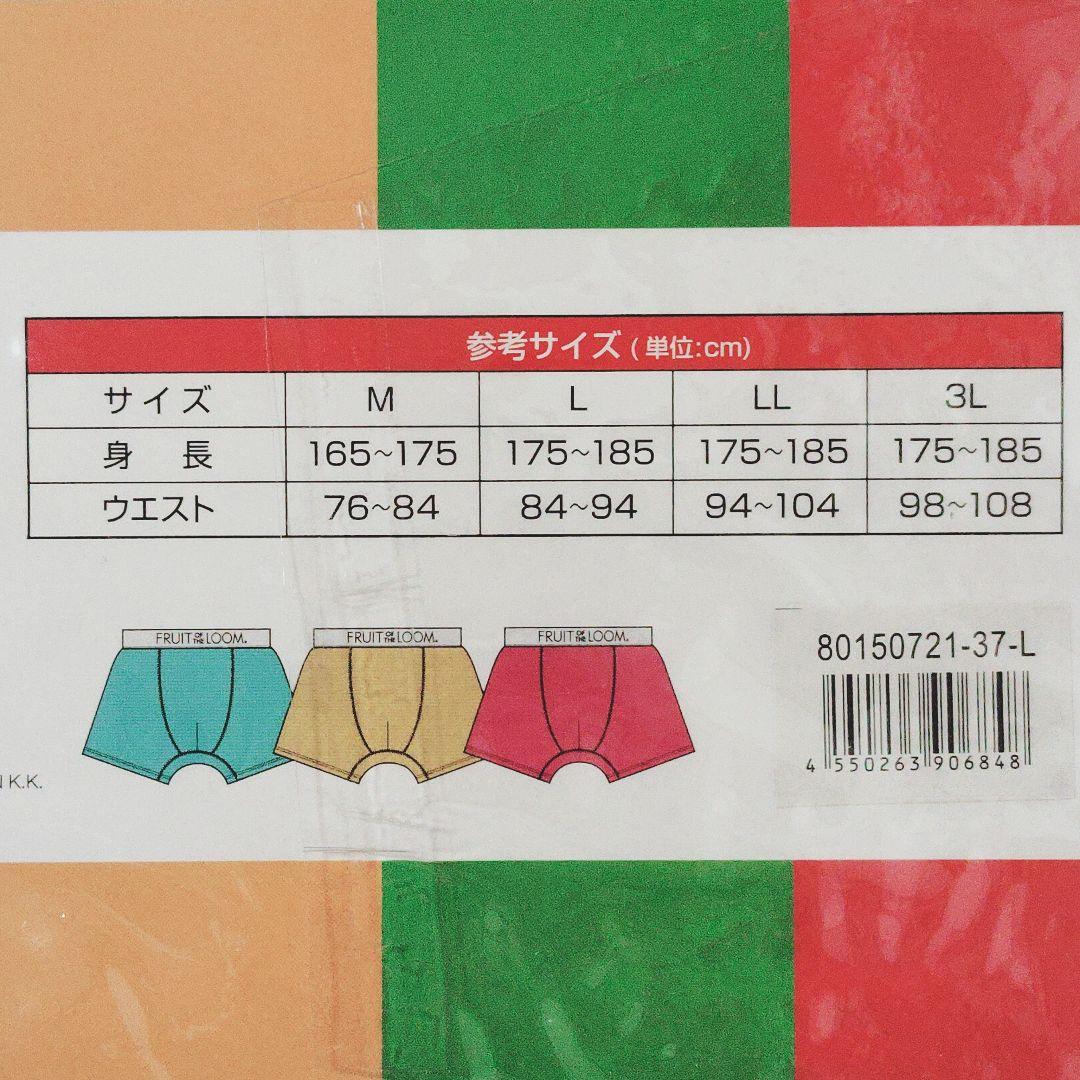 参考サイズ (単位:cm)
サイズ M L LL 3L
身 長 165~175 175~185 175~185 175~185
ウエスト 76~84 84~94 94~104 98~108
FRUIT OF THE LOOM. FRUIT OF THE LOOM. FRUIT OF THE LOOM.
80150721-37-L
4 550263 906848
K.K.